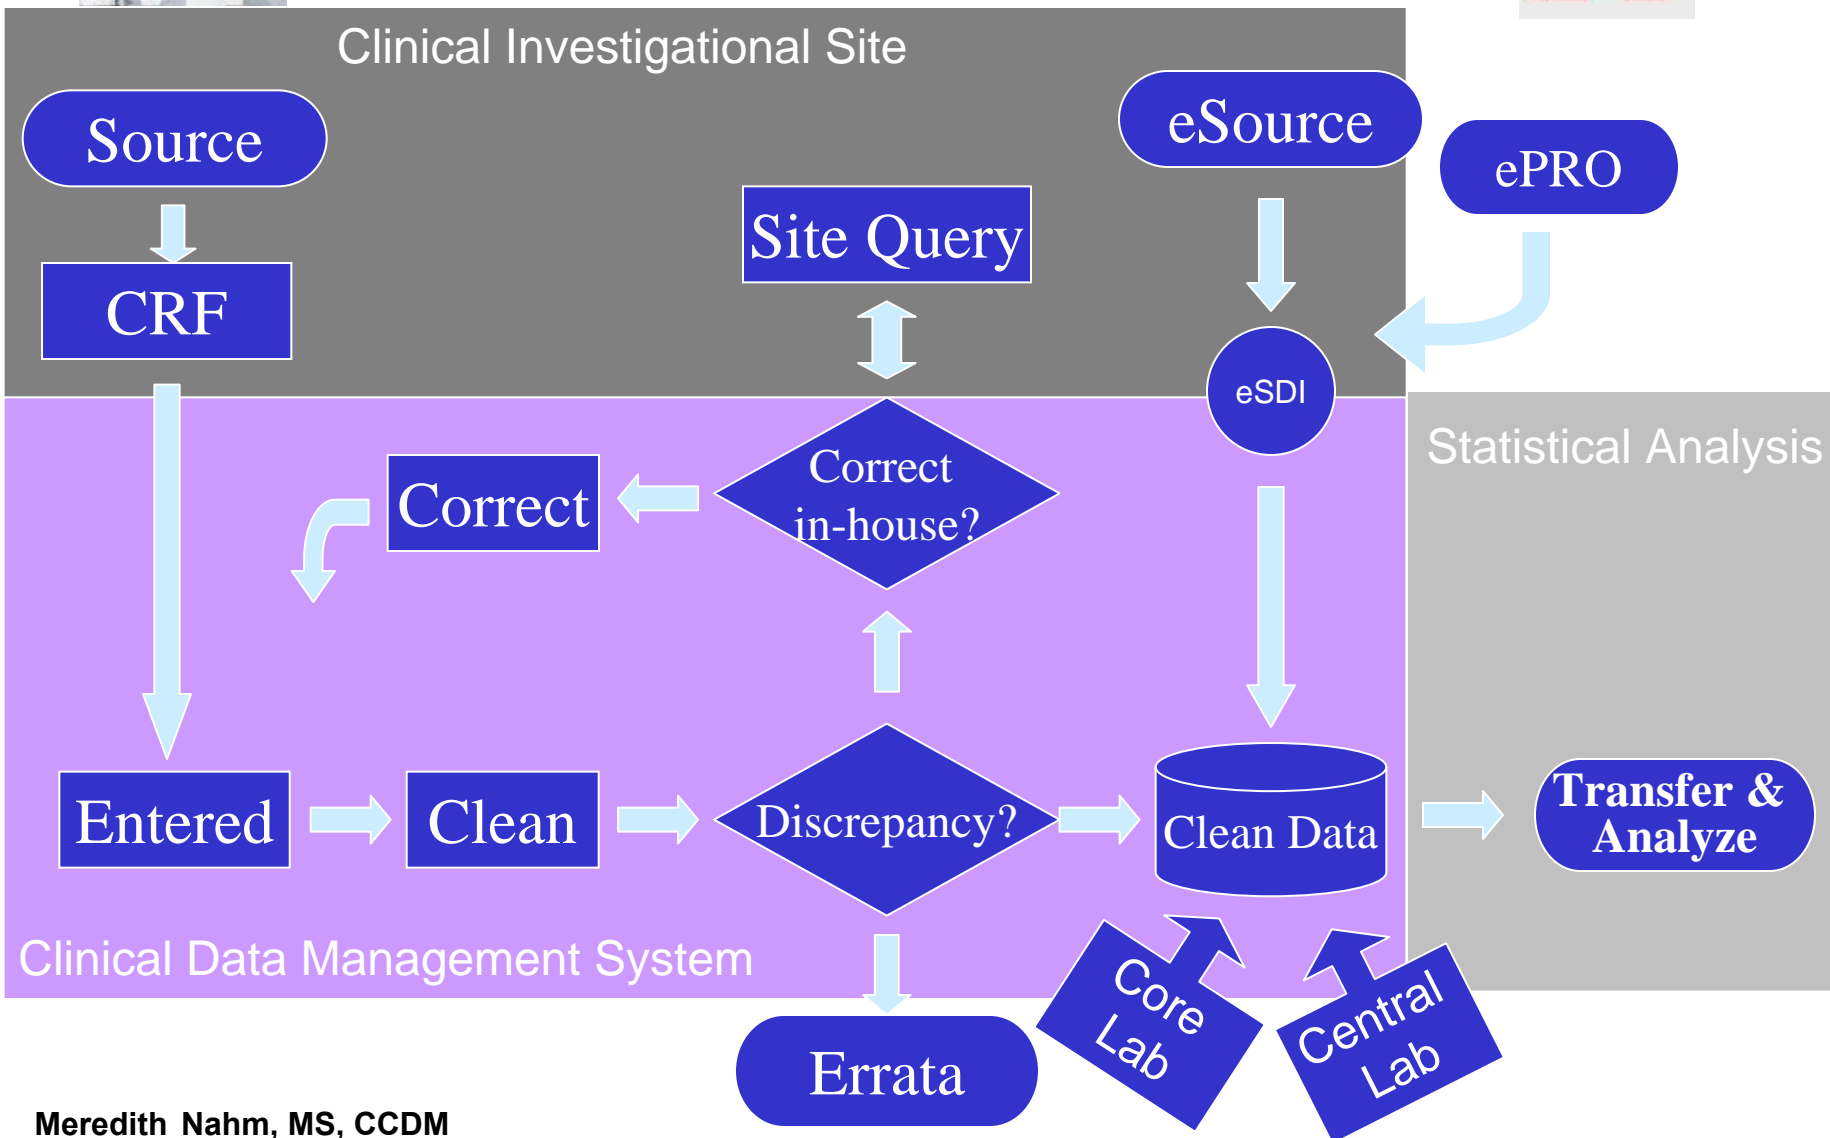 Clinical Investigational Site
Source
eSource
ePRO
Site Query
CRF
eSDI
Statistical Analysis
Correct
in-house?
Correct
Entered
Clean
Discrepancy?
Clean Data
Transfer &
Analyze
Clinical Data Management System
Core
Lab
Central
Lab
Errata
Meredith Nahm, MS, CCDM